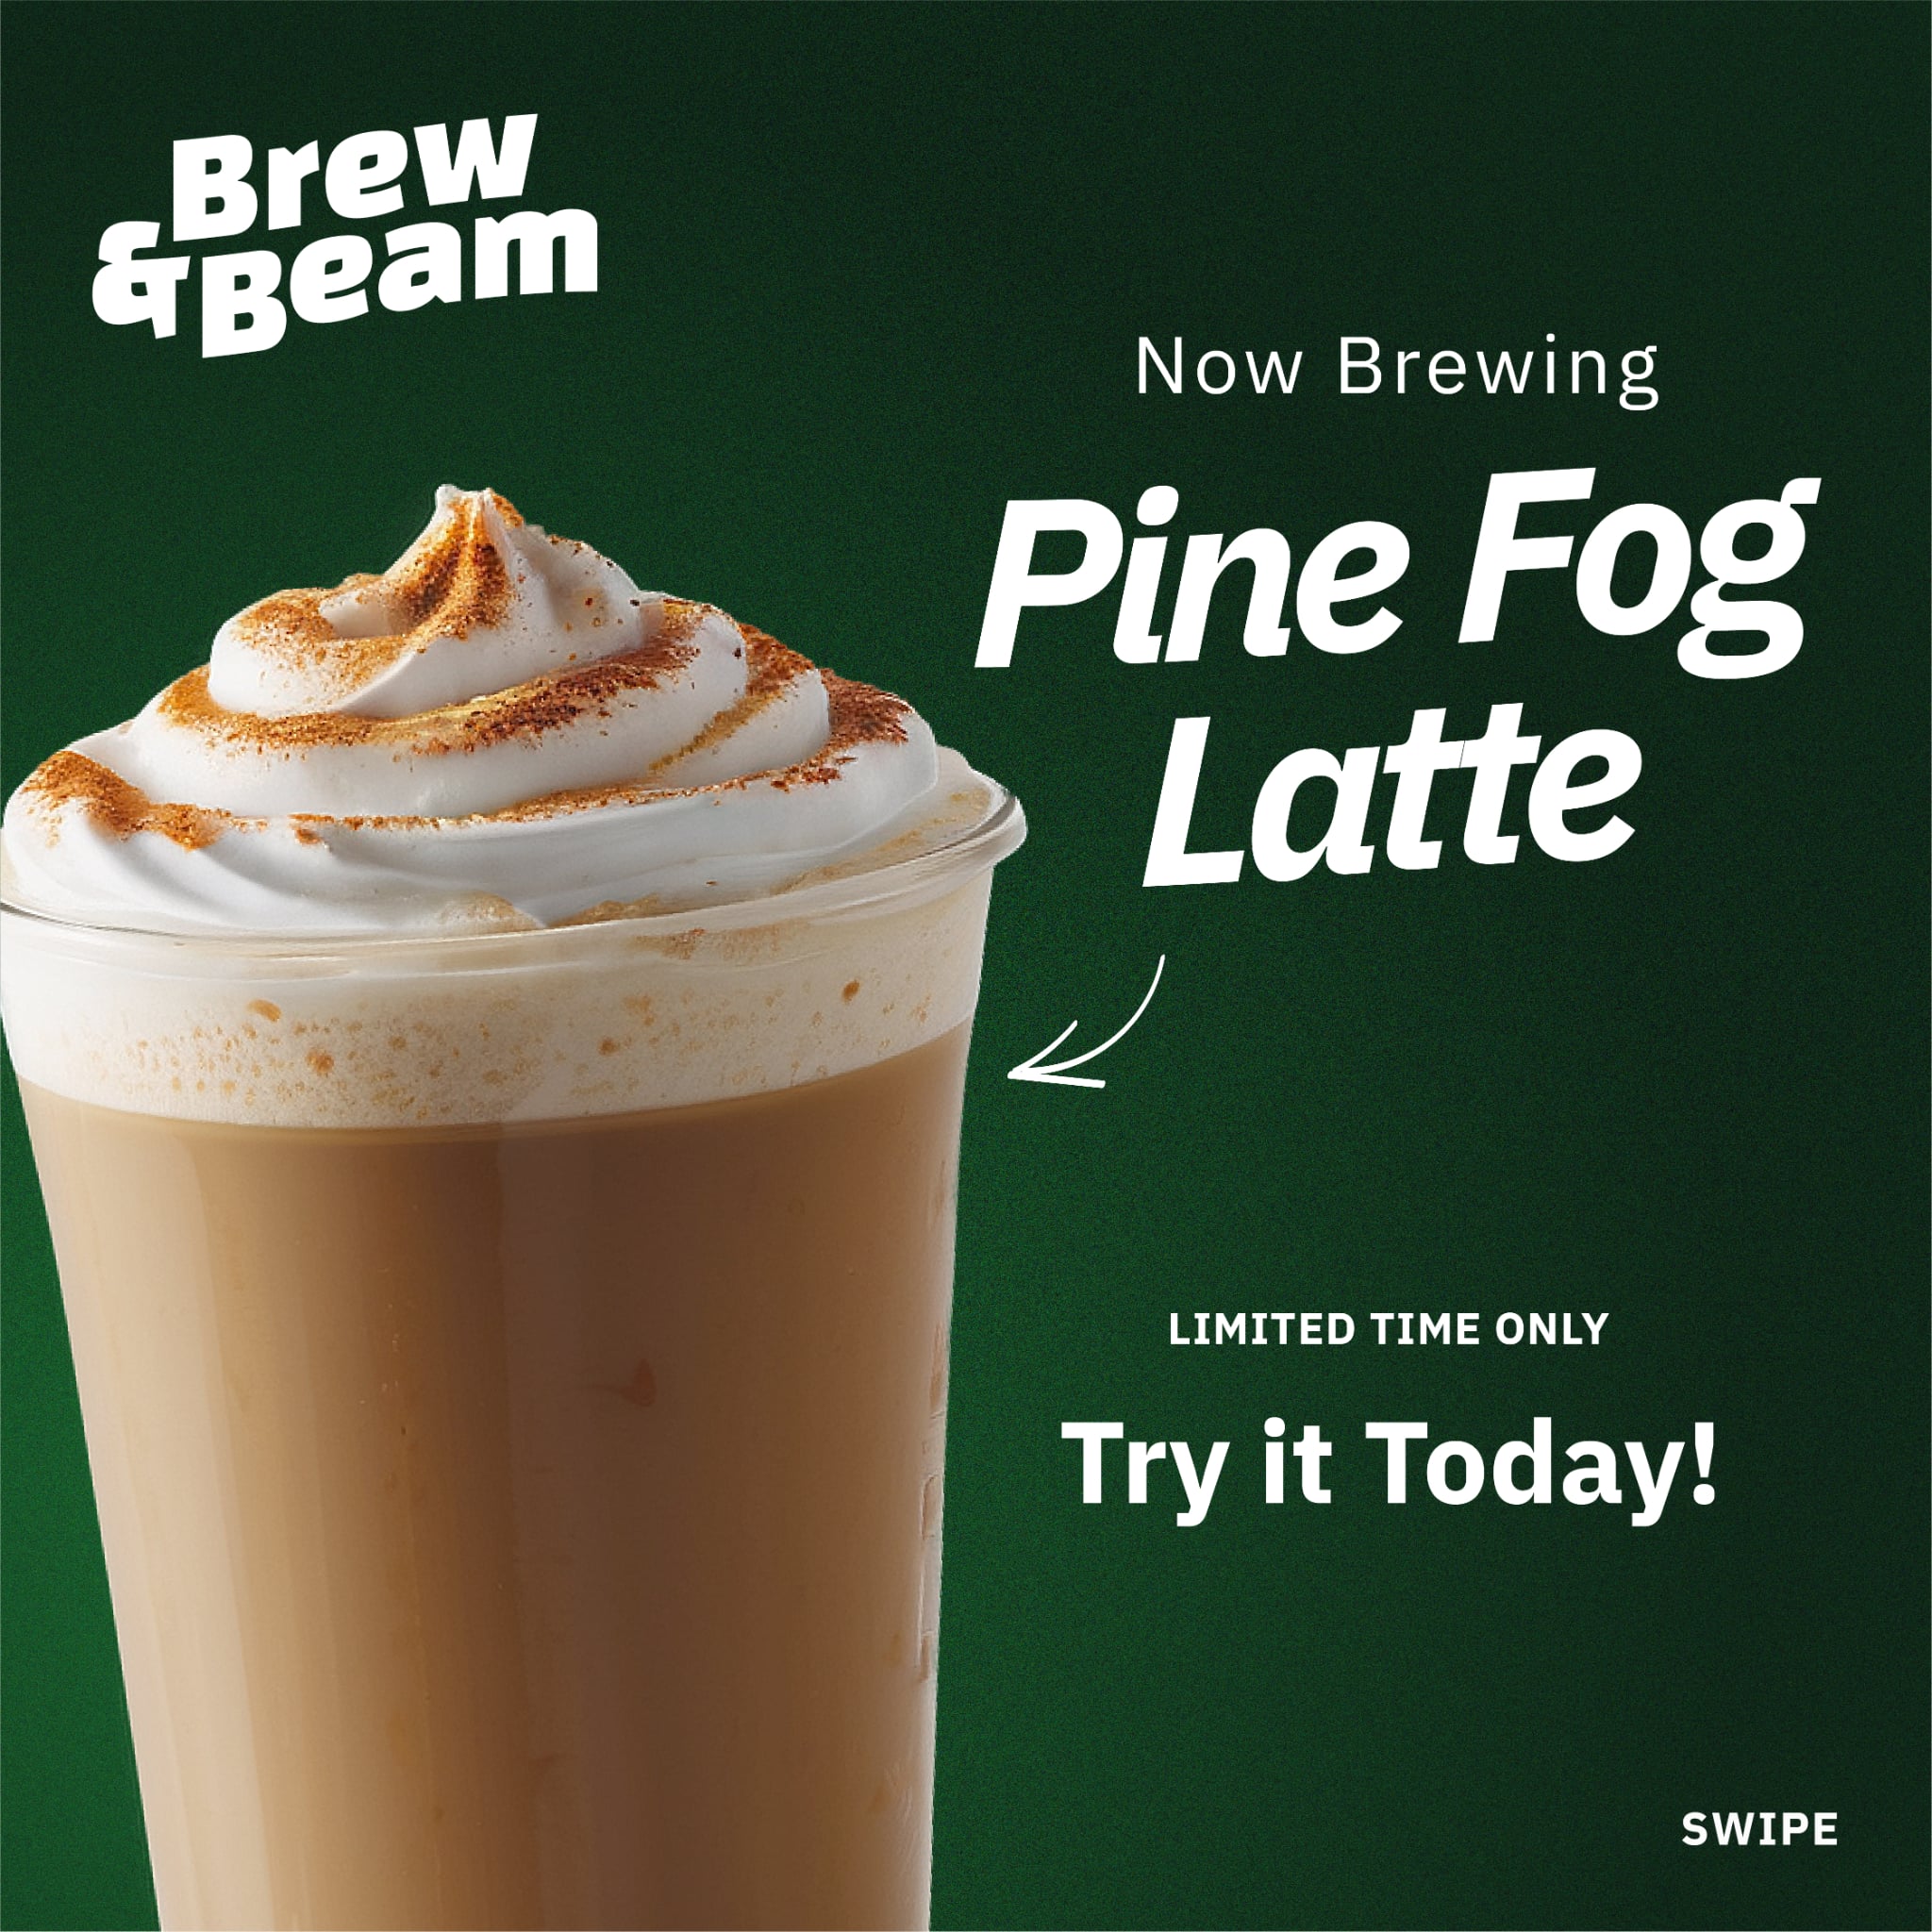 Brew
&Beam
Now Brewing
Pine Fog
Latte
LIMITED TIME ONLY
Try it Today!
SWIPE